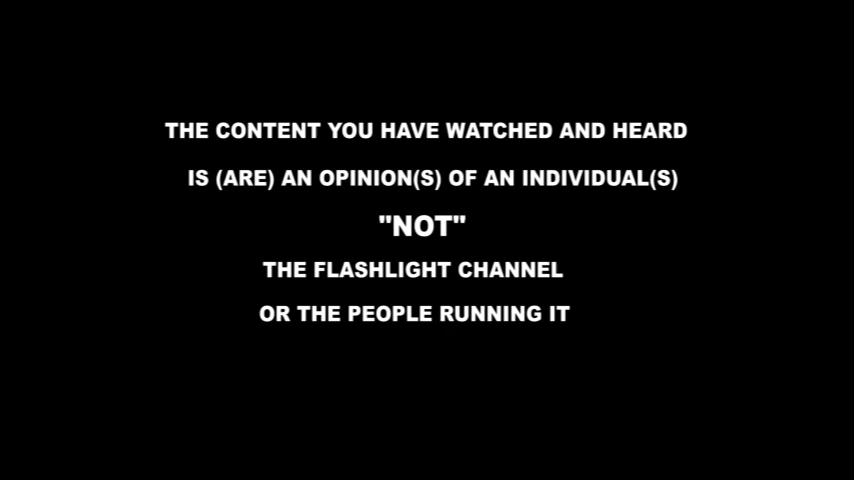 THE CONTENT YOU HAVE WATCHED AND HEARD
IS (ARE) AN OPINION(S) OF AN INDIVIDUAL(S)
"NOT"
THE FLASHLIGHT CHANNEL
OR THE PEOPLE RUNNING IT